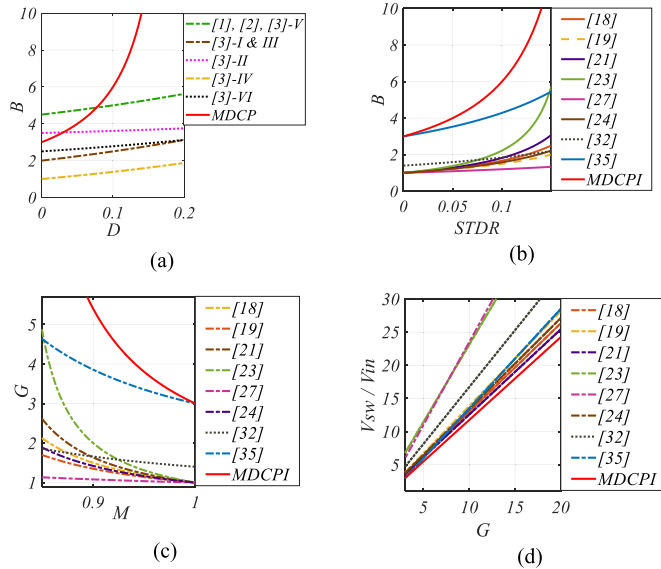 10
8
6
4
2
0
B
0
0.1
0.2
D
[1], [2], [3]-V
[3]-I & III
[3]-II
[3]-IV
[3]-VI
MDCP
(a)
10
8
6
4
2
0
B
0
0.05
0.1
STDR
[18]
[19]
[21]
[23]
[27]
[24]
[32]
[35]
MDCPI
(b)
5
4
3
2
1
G
0.9
1
M
[18]
[19]
[21]
[23]
[27]
[24]
[32]
[35]
MDCPI
(c)
30
25
20
15
10
5
Vsw / Vin
5
10
15
20
G
[18]
[19]
[21]
[23]
[27]
[24]
[32]
[35]
MDCPI
(d)